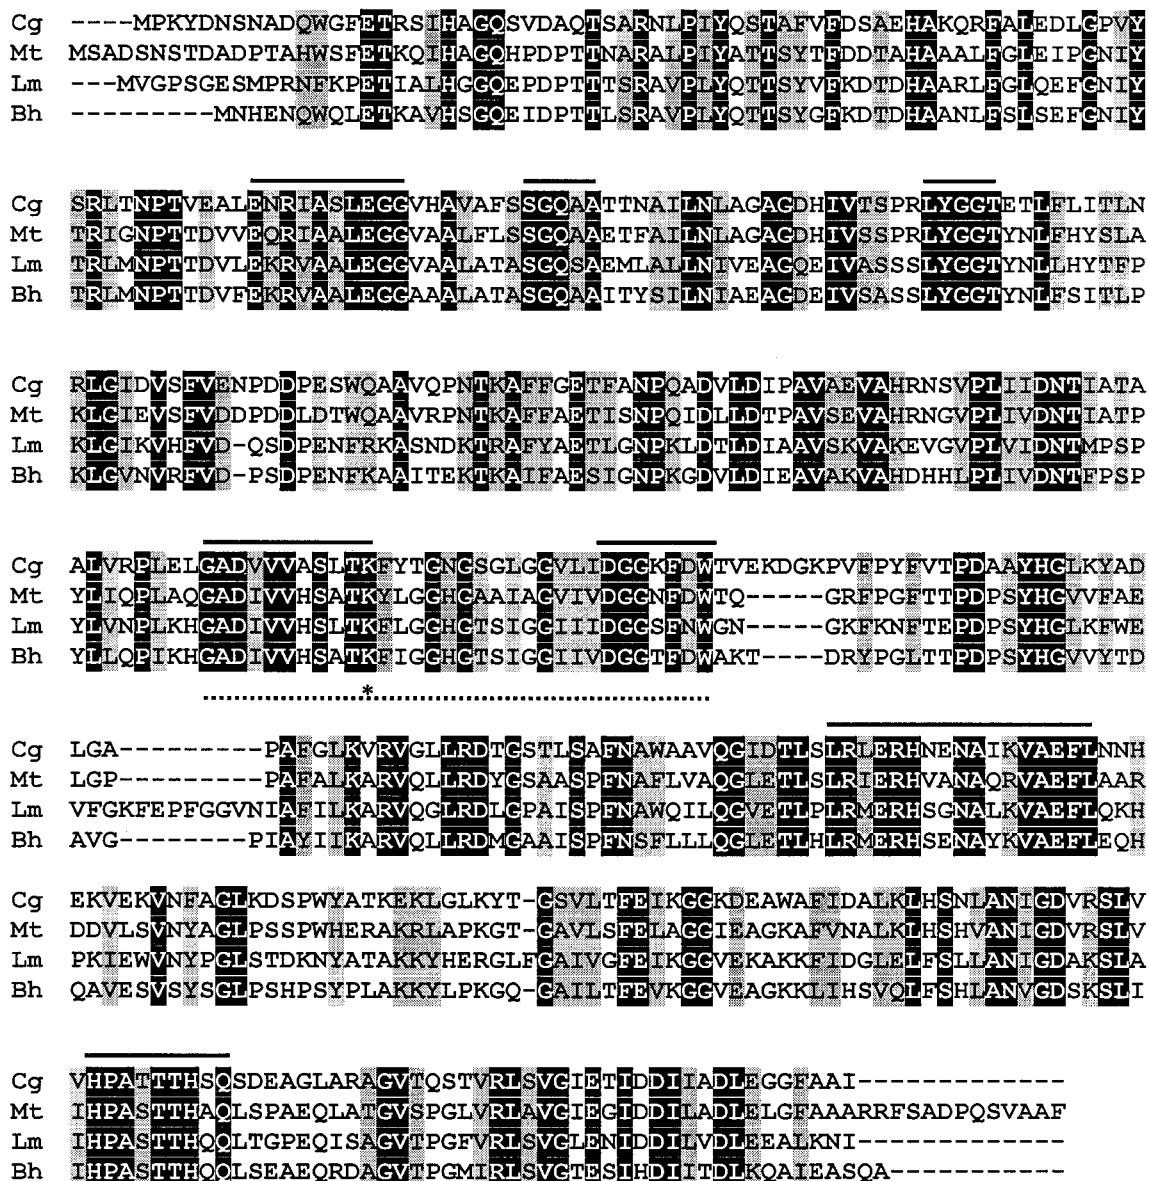 Cg ----MPKYDNSNADQWGFETRSIHAGQSVDAQTSARNLPIYQSTAFVFDSAEHAKQRFALEDLGPVY
Mt MSADSNSTDADPTAHWSFETKQIHAGQHPDPTTNARALPIYATTSYTFDDTAHAAALFGLEIPGNIY
Lm ---MVGPSGESMPRNFKPETIALHGGQEPDPTTTSRAVPLYQTTSYVFKDTDHAARLFGLQEFGNIY
Bh ---------MNHENQWQLETKAVHSGQEIDPTTLSRAVPLYQTTSYGFKDTDHAANLFSLSEFGNIY
Cg SRLTNPTVEALENRIASLEGGVHAVAFSSGQAATTNAILNLAGAGDHIVTSPRLYGGTETLFLITLN
Mt TRIGNPTTDVVEQRIAALEGGVAALFLSSGQAAETFAILNLAGAGDHIVSSPRLYGGTYNLFHYSLA
Lm TRLMNPTTDVLEKRVAALEGGVAALATASGQSAEMLALLNIVEAGQEIVASSSLYGGTYNLLHYTFP
Bh TRLMNPTTDVFEKRVAALEGGAAALATASGQAAITYSILNIAEAGDEIVSASSLYGGTYNLFSITLP
Cg RLGIDVSFVENPDDPESWQAAVQPNTKAFFGETFANPQADVLDIPAVAEVAHRNSVPLIIDNTIATA
Mt KLGIEVSFVDDPDDLDTWQAAVRPNTKAFFAETISNPQIDLLDTPAVSEVAHRNGVPLIVDNTIATP
Lm KLGIKVHFVD-QSDPENFRKASNDKTRAFYAETLGNPKLDTLDIAAVSKVAKEVGVPLVIDNTMPSP
Bh KLGVNVRFVD-PSDPENFKAAITEKTKAIFAESIGNPKGDVLDIEAVAKVAHDHHLPLIVDNTFPSP
Cg ALVRPLELGADVVVASLTKFYTGNGSGLGGVLIDGGKFDWTVEKDGKPVFPYFVTPDAAYHGLKYAD
Mt YLIQPLAQGADIVVHSATKYLGGHGAAIAGVIVDGGNFDWTQ-----GRFPGFTTPDPSYHGVVFAE
Lm YLVNPLKHGADIVVHSLTKFLGGHGTSIGGIIIDGGSFNWGN-----GKFKNFTEPDPSYHGLKFWE
Bh YLLQPIKHGADIVVHSATKFIGGHGTSIGGIIVDGGTFDWAKT----DRYPGLTTPDPSYHGVVYTD
*
Cg LGA---------PAFGLKVRVGLLRDTGSTLSAFNAWAAVQGIDTLSLRLERHNENAIKVAEFLNNH
Mt LGP---------PAFALKARVQLLRDYGSAASPFNAFLVAQGLETLSLRIERHVANAQRVAEFLAAR
Lm VFGKFEPFGGVNIAFILKARVQGLRDLGPAISPFNAWQILQGVETLPLRMERHSGNALKVAEFLQKH
Bh AVG---------PIAYIIKARVQLLRDMGAAISPFNSFLLLQGLETLHLRMERHSENAYKVAEFLEQH
Cg EKVEKVNFAGLKDSPWYATKEKLGLKYT-GSVLTFEIKGGKDEAWAFIDALKLHSNLANIGDVRSLV
Mt DDVLSVNYAGLPSSPWHERAKRLAPKGT-GAVLSFELAGGIEAGKAFVNALKLHSHVANIGDVRSLV
Lm PKIEWVNYPGLSTDKNYATAKKYHERGLFGAIVGFEIKGGVEKAKKFIDGLELFSLLANIGDAKSLA
Bh QAVESVSYSGLPSHPSYPLAKKYLPKGQ-GAILTFEVKGGVEAGKKLIHSVQLFSHLANVGDSKSLI
Cg VHPATTTHSQSDEAGLARAGVTQSTVRLSVGIETIDDIIADLEGGFAAI-------------
Mt IHPASTTHAQLSPAEQLATGVSPGLVRLAVGIEGIDDILADLELGFAAARRFSADPQSVAAF
Lm IHPASTTHQQLTGPEQISAGVTPGFVRLSVGLENIDDILVDLEEALKNI-------------
Bh IHPASTTHQQLSEAEQRDAGVTPGMIRLSVGTESIHDIITDLKQAIEASQA-----------